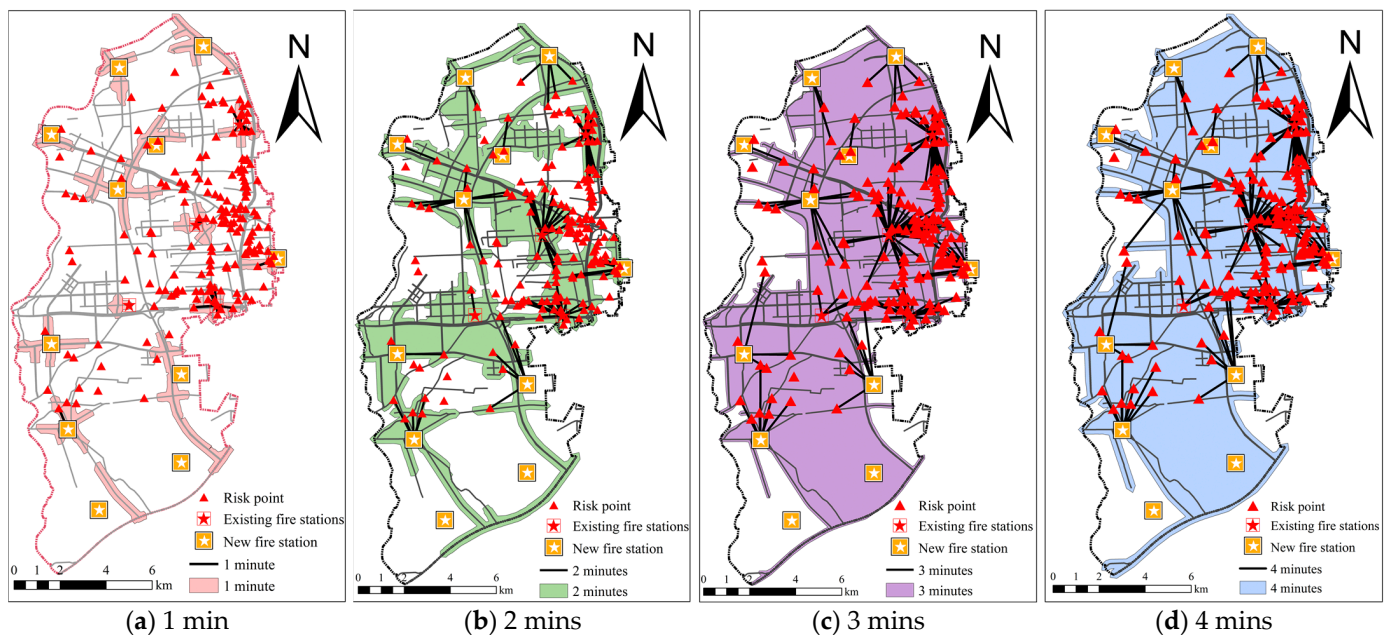 N
Risk point
Existing fire stations
New fire station
1 minute
1 minute
0 2 4 6
km
(a) 1 min
N
Risk point
Existing fire stations
New fire station
2 minutes
2 minutes
0 2 4 6
km
(b) 2 mins
N
Risk point
Existing fire stations
New fire station
3 minutes
3 minutes
0 2 4 6
km
(c) 3 mins
N
Risk point
Existing fire stations
New fire station
4 minutes
4 minutes
0 2 4 6
km
(d) 4 mins